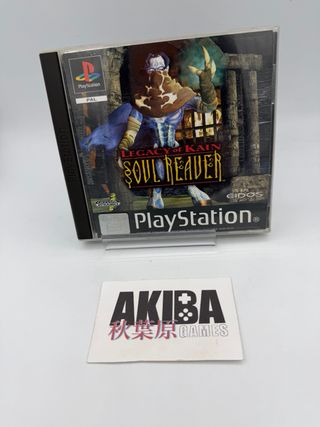 PlayStation
PAL
LEGACY OF KAIN
SOUL REAVER
EIDOS
PlayStation®
AKIBA
秋葉原 GAMES